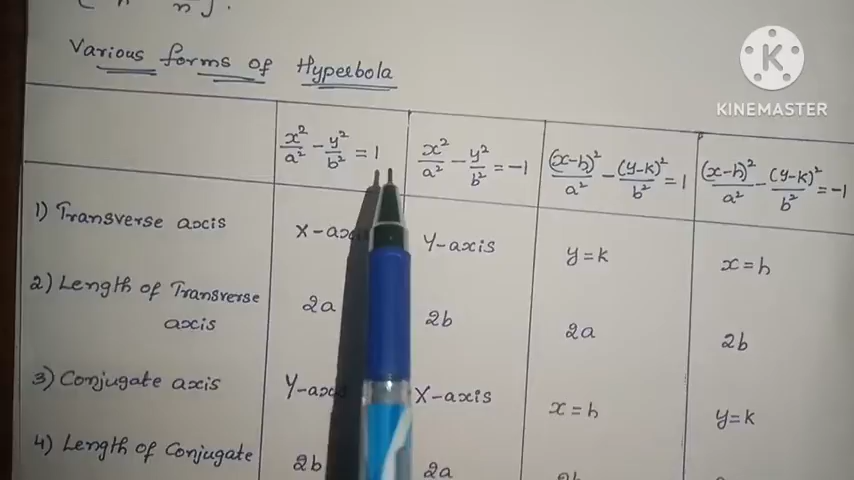 Various forms of Hyperbola
x²/a² - y²/b² = 1
x²/a² - y²/b² = -1
(x-h)²/a² - (y-k)²/b² = 1
(x-h)²/a² - (y-k)²/b² = -1
1) Transverse axis
X-axis
Y-axis
y=k
x=h
2) Length of Transverse
axis
2a
2b
2a
2b
3) Conjugate axis
Y-axis
X-axis
x=h
y=k
4) Length of Conjugate
2b
2a
K
KINEMASTER